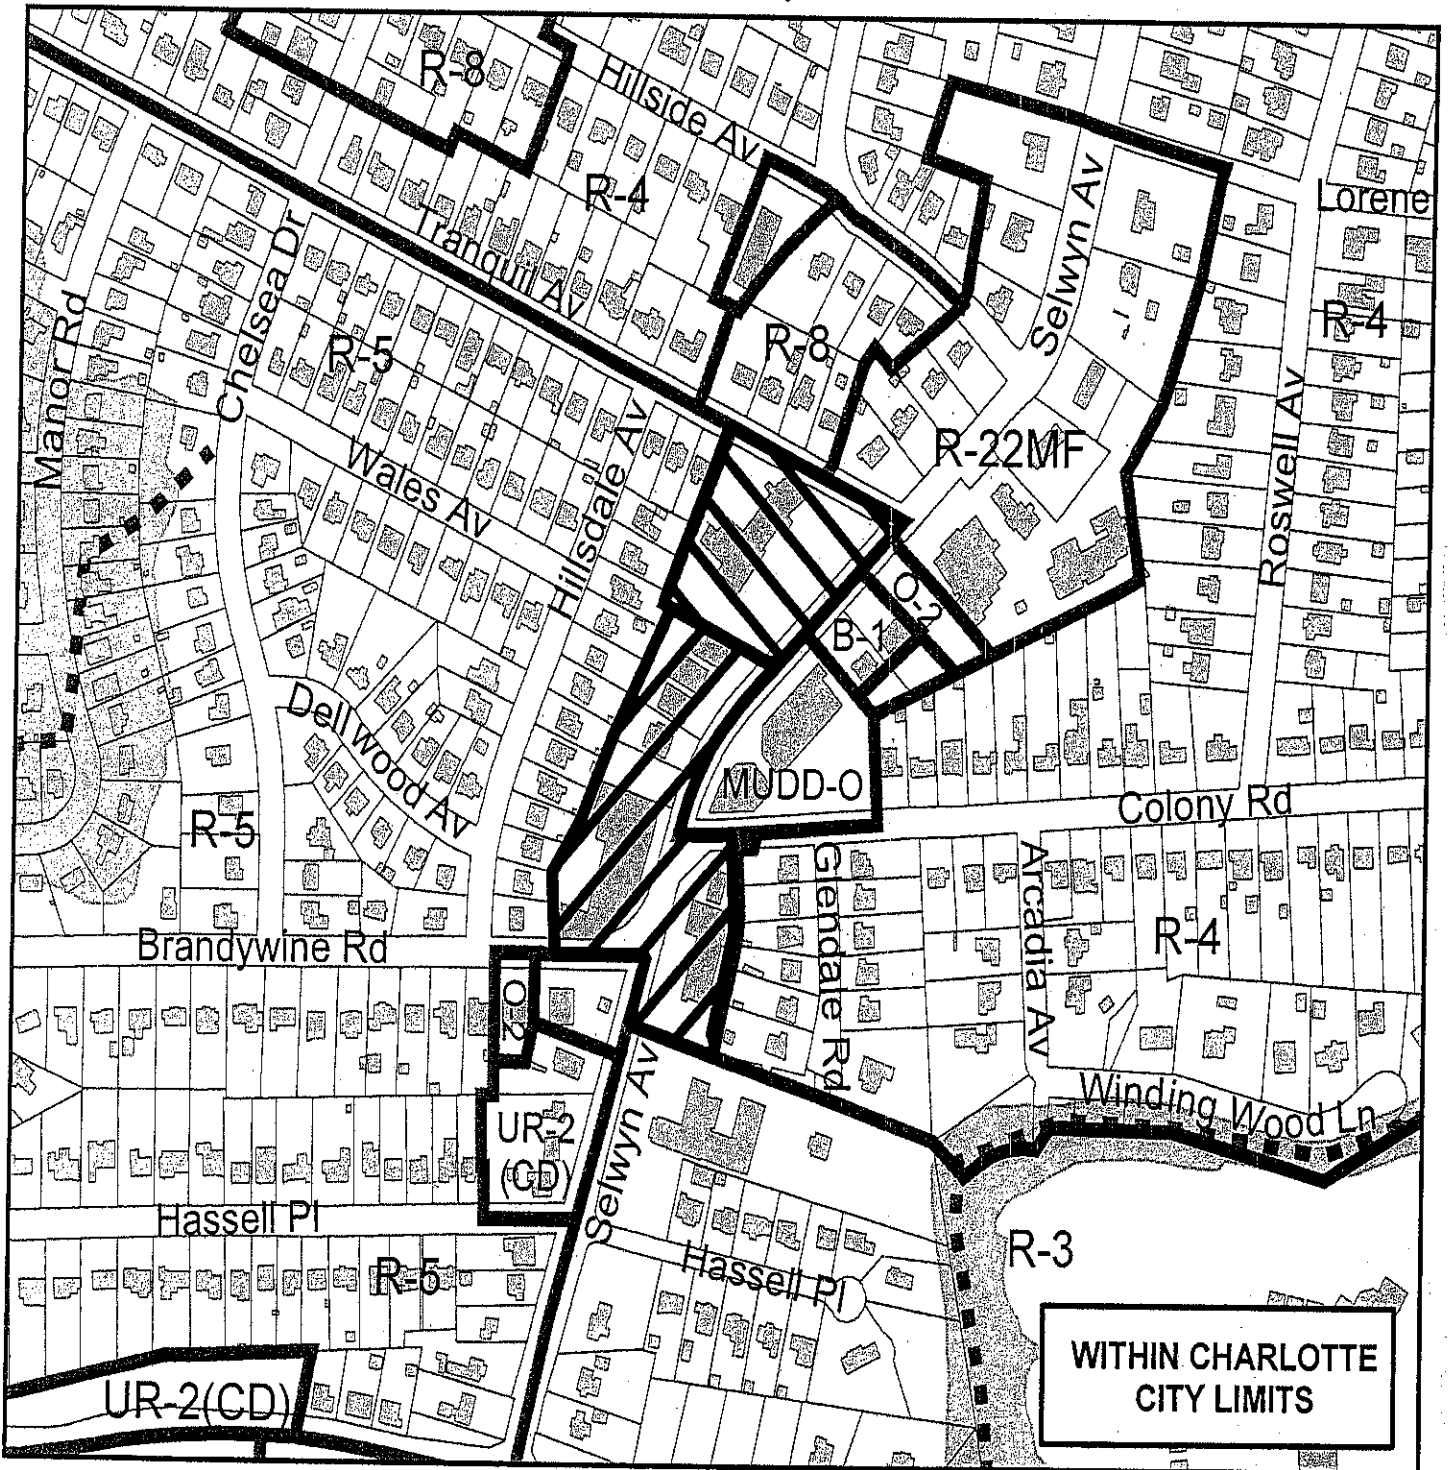 R-8
Hillside Av
R-4
Selwyn Av
Lorene
Tranquil Av
Chelsea Dr
Manor Rd
R-5
R-8
R-4
Hillsdale Av
Wales Av
R-22MF
Roswell Av
O-2
B-1
Dellwood Av
MUDD-O
Colony Rd
R-5
Glendale Rd
Arcadia Av
R-4
Brandywine Rd
O-2
Selwyn Av
Winding Wood Ln
UR-2
(CD)
Hassell Pl
R-3
R-5
Hassell Pl
UR-2(CD)
WITHIN CHARLOTTE
CITY LIMITS